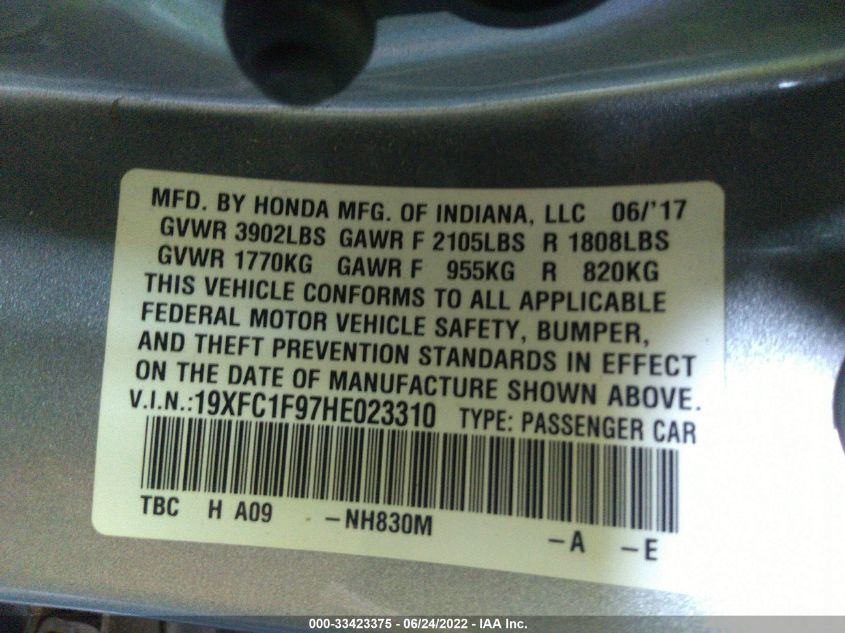 MFD. BY HONDA MFG. OF INDIANA, LLC 06/'17
GVWR 3902LBS GAWR F 2105LBS R 1808LBS
GVWR 1770KG GAWR F 955KG R 820KG
THIS VEHICLE CONFORMS TO ALL APPLICABLE
FEDERAL MOTOR VEHICLE SAFETY, BUMPER,
AND THEFT PREVENTION STANDARDS IN EFFECT
ON THE DATE OF MANUFACTURE SHOWN ABOVE.
V.I.N.:19XFC1F97HE023310 TYPE: PASSENGER CAR
TBC H A09 -NH830M -A -E
000-33423375 - 06/24/2022 - IAA Inc.